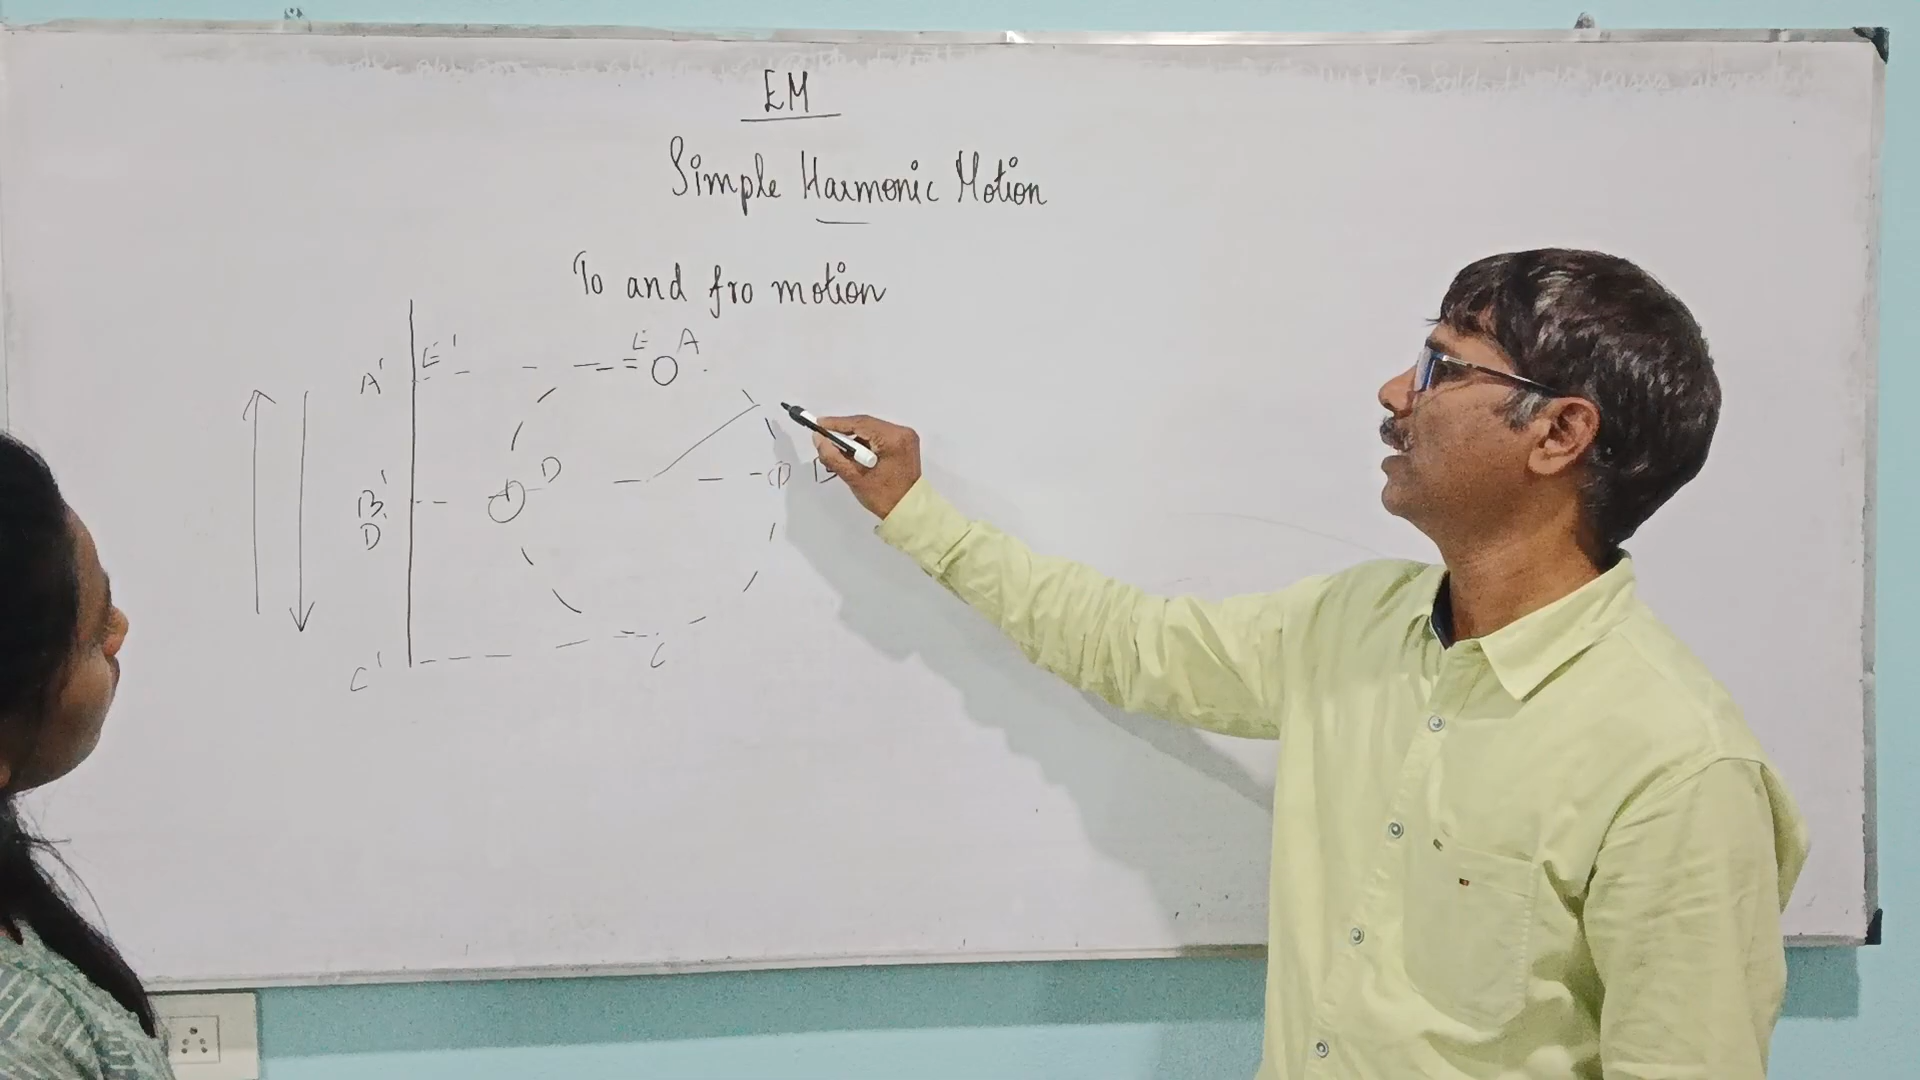 EM
Simple Harmonic Motion
To and fro motion
E A
A' E'
D B
B'
D
C
C'